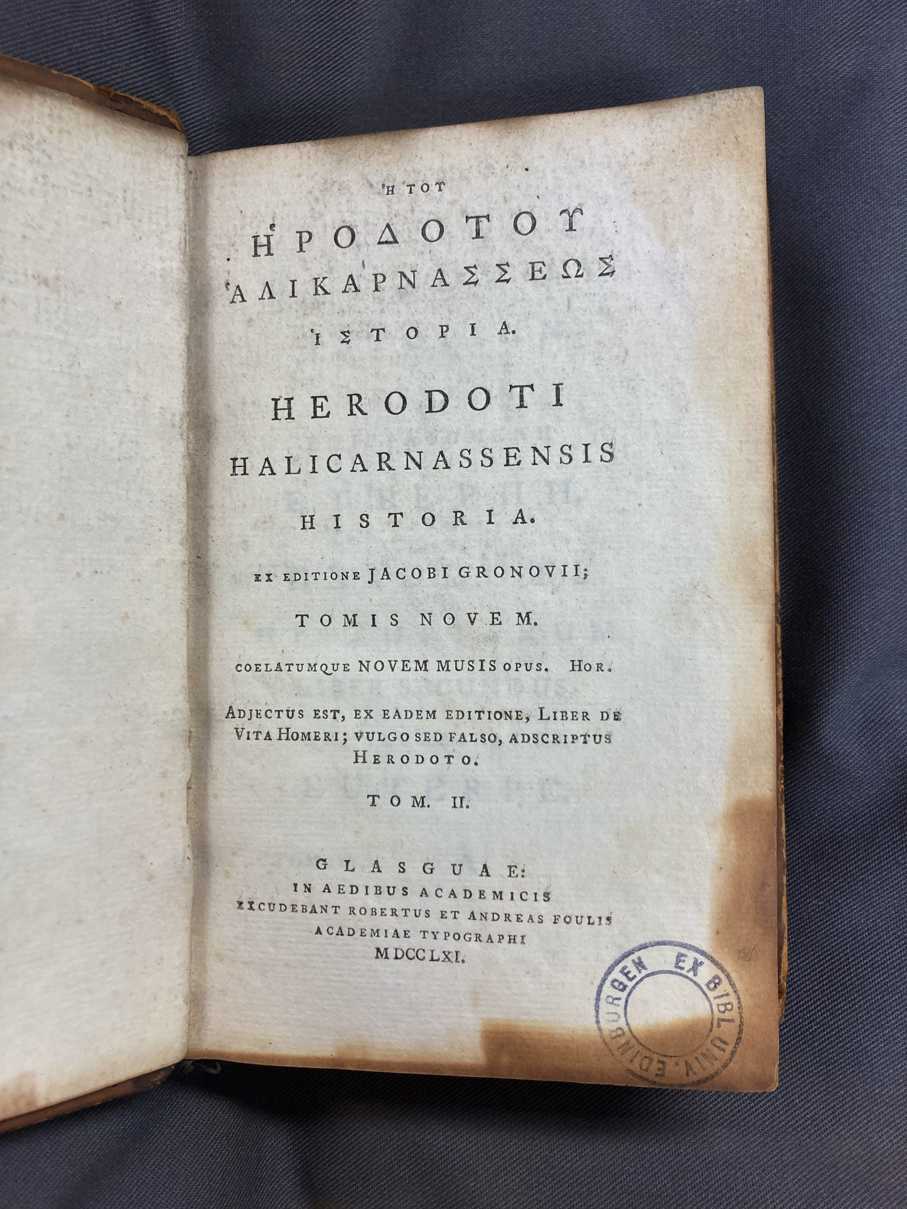 Ἡ ΤΟΥ
ἩΡΟΔΟΤΟΥ
ἉΛΙΚΑΡΝΑΣΣΕΩΣ
ἹΣΤΟΡΙΑ.
HERODOTI
HALICARNASSENSIS
HISTORIA.
EX EDITIONE JACOBI GRONOVII;
TOMIS NOVEM.
COELATUMQUE NOVEM MUSIS OPUS. HOR.
ADJECTUS EST, EX EADEM EDITIONE, LIBER DE
VITA HOMERI; VULGO SED FALSO, ADSCRIPTUS
HERODOTO.
TOM. II.
GLASGUAE:
IN AEDIBUS ACADEMICIS
EXCUDEBANT ROBERTUS ET ANDREAS FOULIS
ACADEMIAE TYPOGRAPHI
MDCCLXI.
EX BIBL. UNIV. EDINBURGEN